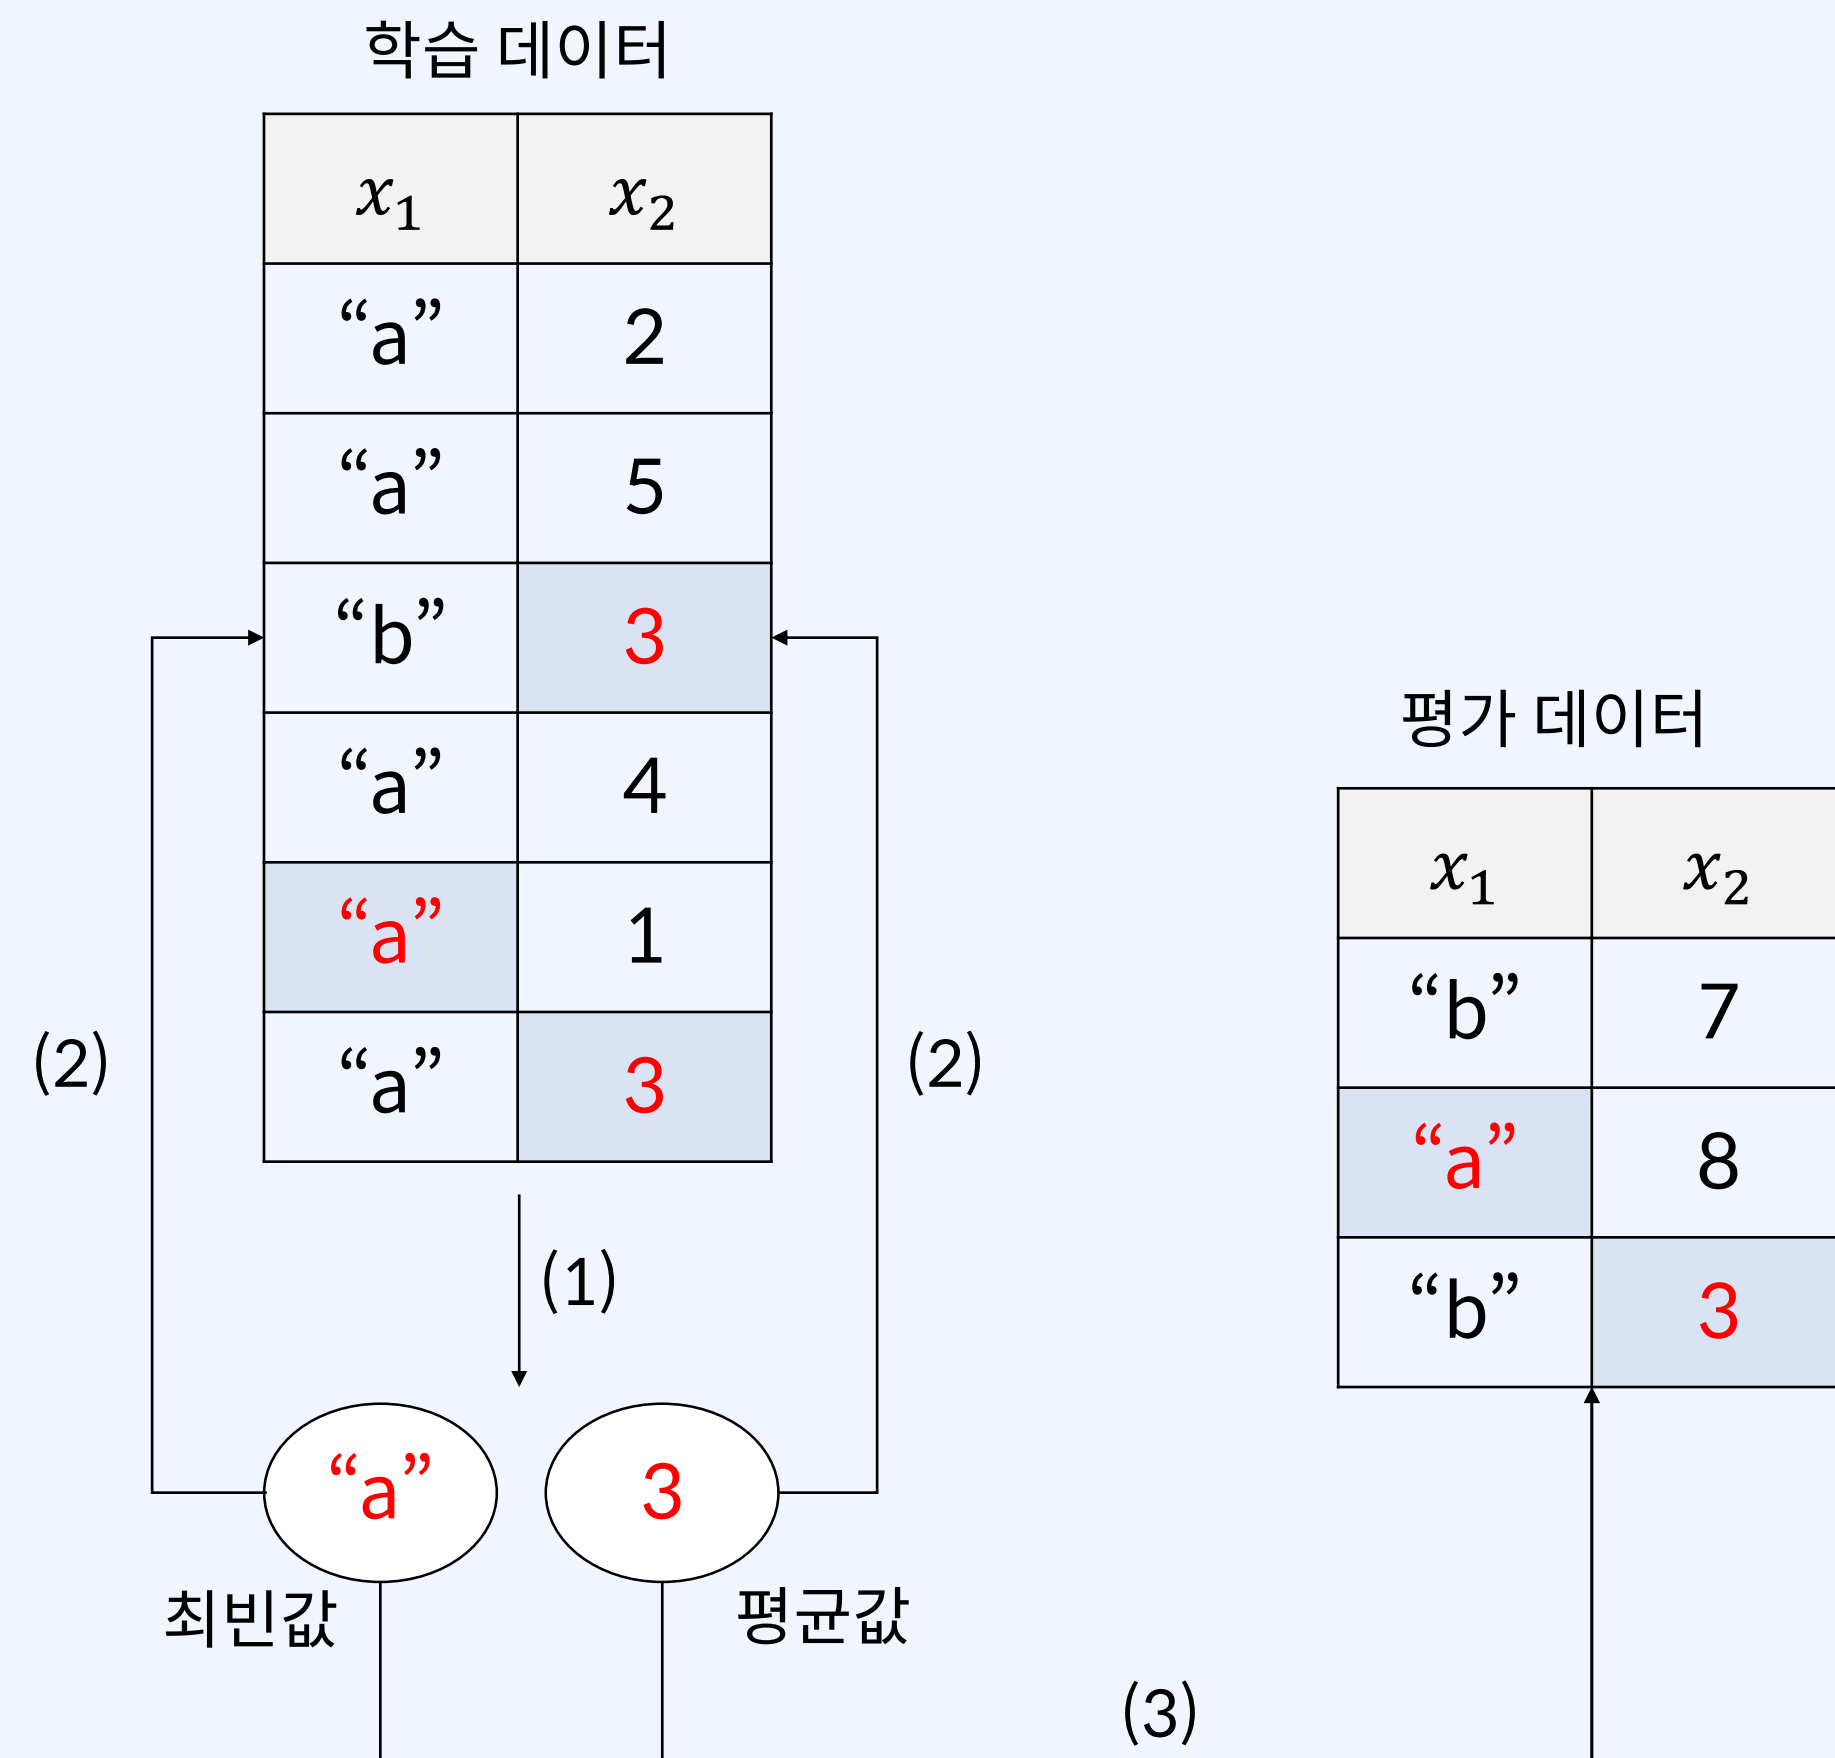 학습 데이터
x₁ x₂
“a” 2
“a” 5
“b” 3
“a” 4
“a” 1
“a” 3
(2) (2)
(1)
“a” 3
최빈값 평균값
평가 데이터
x₁ x₂
“b” 7
“a” 8
“b” 3
(3)